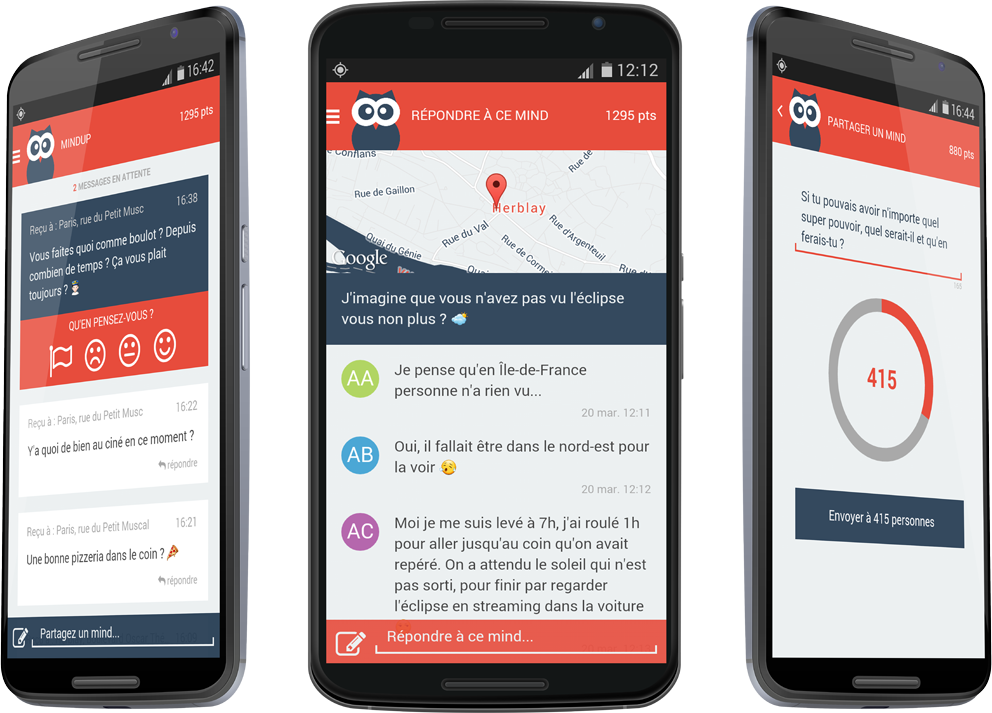 16:42
MINDUP
1295 pts
2 MESSAGES EN ATTENTE
Reçu à : Paris, rue du Petit Musc
16:38
Vous faites quoi comme boulot ? Depuis
combien de temps ? Ça vous plait
toujours ?
QU'EN PENSEZ-VOUS ?
Reçu à : Paris, rue du Petit Musc
16:22
Y'a quoi de bien au ciné en ce moment ?
répondre
Reçu à : Paris, rue du Petit Muscal
16:21
Une bonne pizzeria dans le coin ? 🍕
répondre
Partagez un mind...
12:12
RÉPONDRE À CE MIND
1295 pts
Conflans
Rue de
Rue de Gaillon
Herblay
Rue du Val
Rue d'Argenteuil
Quai du Génie
Rue de Corme
Google
Quai
Rue d
J'imagine que vous n'avez pas vu l'éclipse
vous non plus ?
AA
Je pense qu'en Île-de-France
personne n'a rien vu...
20 mar. 12:11
AB
Oui, il fallait être dans le nord-est pour
la voir 😢
20 mar. 12:12
AC
Moi je me suis levé à 7h, j'ai roulé 1h
pour aller jusqu'au coin qu'on avait
repéré. On a attendu le soleil qui n'est
pas sorti, pour finir par regarder
l'éclipse en streaming dans la voiture
Répondre à ce mind...
16:44
PARTAGER UN MIND
880 pts
Si tu pouvais avoir n'importe quel
super pouvoir, quel serait-il et qu'en
ferais-tu ?
415
Envoyer à 415 personnes